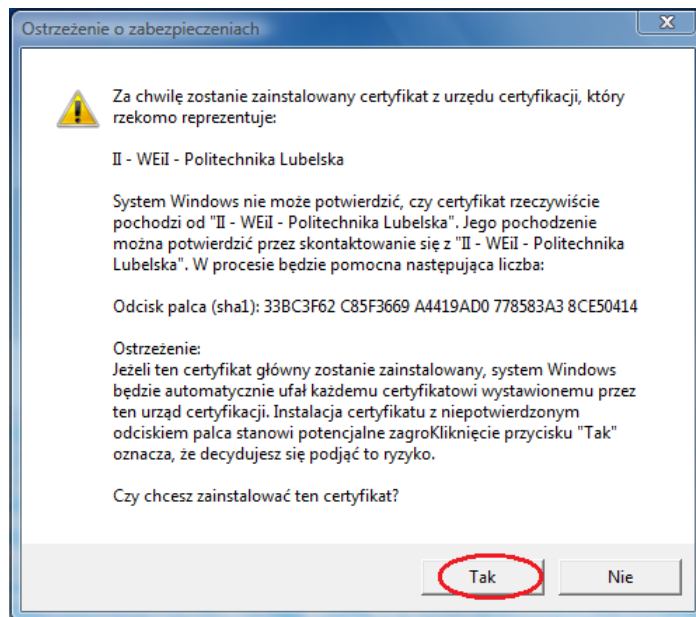 Ostrzeżenie o zabezpieczeniach
Za chwilę zostanie zainstalowany certyfikat z urzędu certyfikacji, który
rzekomo reprezentuje:
II - WEiI - Politechnika Lubelska
System Windows nie może potwierdzić, czy certyfikat rzeczywiście
pochodzi od "II - WEiI - Politechnika Lubelska". Jego pochodzenie
można potwierdzić przez skontaktowanie się z "II - WEiI - Politechnika
Lubelska". W procesie będzie pomocna następująca liczba:
Odcisk palca (sha1): 33BC3F62 C85F3669 A4419AD0 778583A3 8CE50414
Ostrzeżenie:
Jeżeli ten certyfikat główny zostanie zainstalowany, system Windows
będzie automatycznie ufał każdemu certyfikatowi wystawionemu przez
ten urząd certyfikacji. Instalacja certyfikatu z niepotwierdzonym
odciskiem palca stanowi potencjalne zagroKliknięcie przycisku "Tak"
oznacza, że decydujesz się podjąć to ryzyko.
Czy chcesz zainstalować ten certyfikat?
Tak Nie